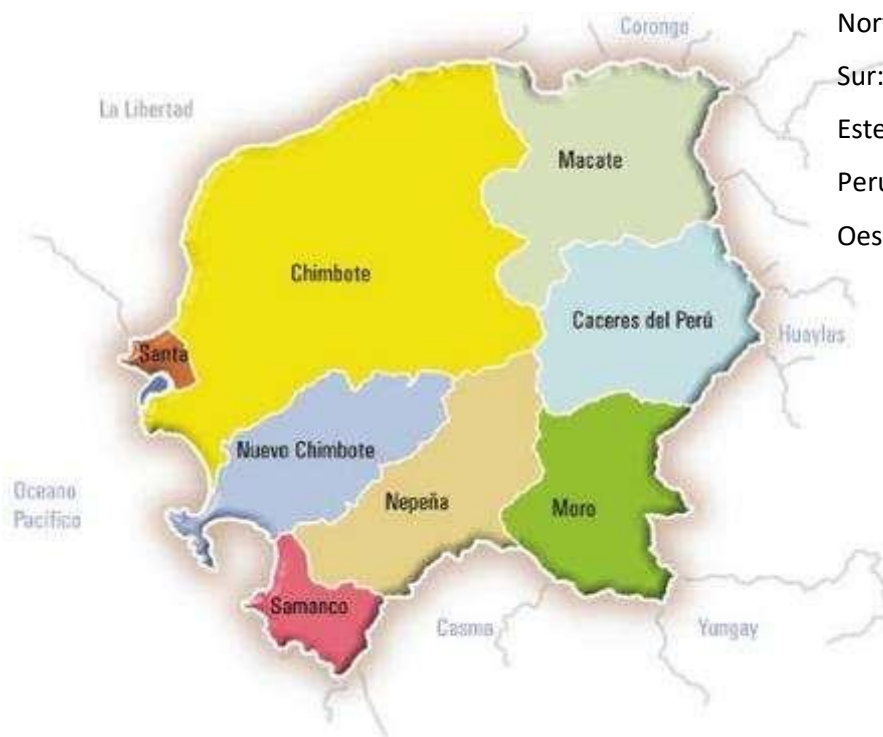 Corongo
Nor
La Libertad
Sur:
Este
Macate
Peru
Oes
Chimbote
Caceres del Perú
Huaylas
Santa
Nuevo Chimbote
Oceano
Pacífico
Nepeña
Moro
Samanco
Casma
Yungay